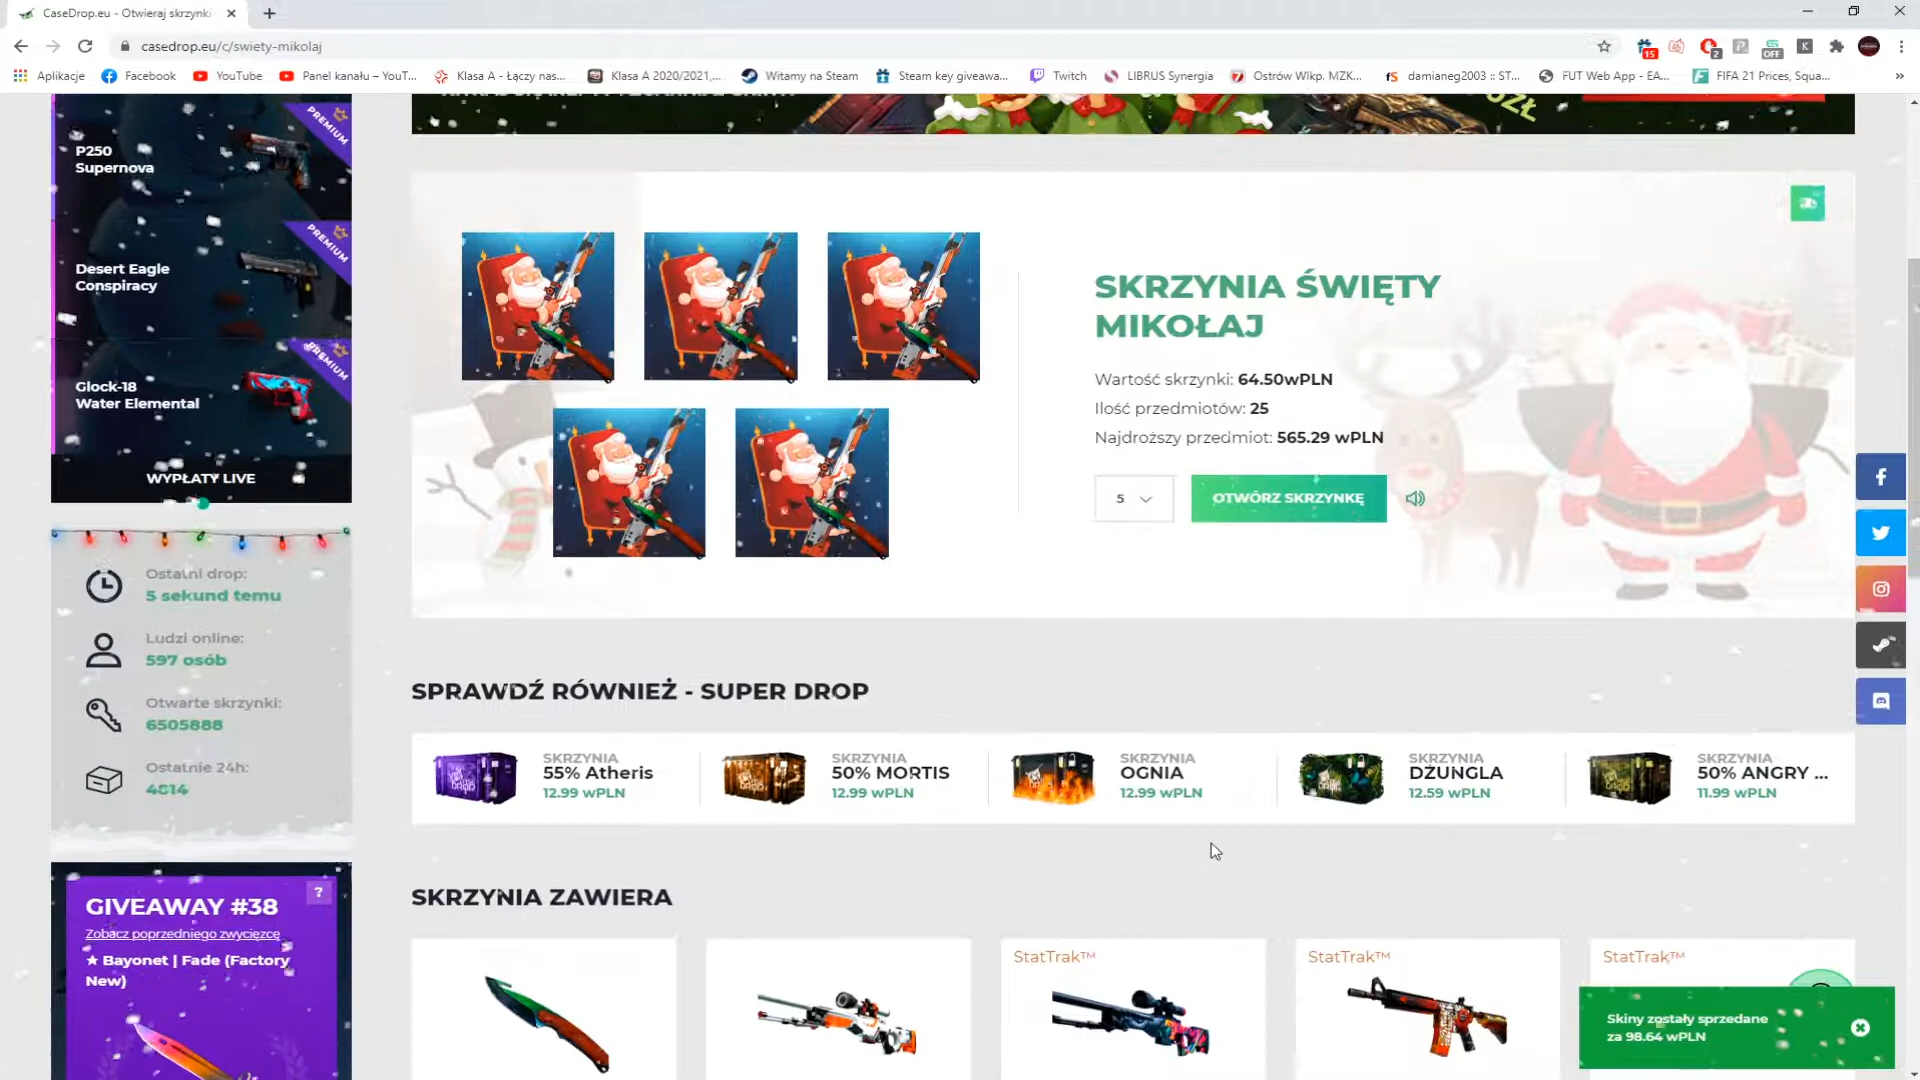 CaseDrop.eu - Otwieraj skrzynki
casedrop.eu/c/swiety-mikolaj
15
2
OFF
K
Aplikacje
Facebook
YouTube
Panel kanału – YouT...
Klasa A - Łączy nas...
Klasa A 2020/2021,...
Witamy na Steam
Steam key giveawa...
Twitch
LIBRUS Synergia
Ostrów Wlkp. MZK...
damianeg2003 :: ST...
FUT Web App - EA...
FIFA 21 Prices, Squa...
»
PREMIUM
P250
Supernova
PREMIUM
Desert Eagle
Conspiracy
PREMIUM
Glock-18
Water Elemental
WYPŁATY LIVE
Ostatni drop:
5 sekund temu
Ludzi online:
597 osób
Otwarte skrzynki:
6505888
Ostatnie 24h:
4814
GIVEAWAY #38
?
Zobacz poprzedniego zwycięzcę
★ Bayonet | Fade (Factory
New)
SKRZYNIA ŚWIĘTY
MIKOŁAJ
Wartość skrzynki: 64.50wPLN
Ilość przedmiotów: 25
Najdroższy przedmiot: 565.29 wPLN
5
OTWÓRZ SKRZYNKĘ
SPRAWDŹ RÓWNIEŻ - SUPER DROP
SKRZYNIA
55% Atheris
12.99 wPLN
SKRZYNIA
50% MORTIS
12.99 wPLN
SKRZYNIA
OGNIA
12.99 wPLN
SKRZYNIA
DŻUNGLA
12.59 wPLN
SKRZYNIA
50% ANGRY ...
11.99 wPLN
SKRZYNIA ZAWIERA
StatTrak™
StatTrak™
StatTrak™
Skiny zostały sprzedane
za 98.64 wPLN